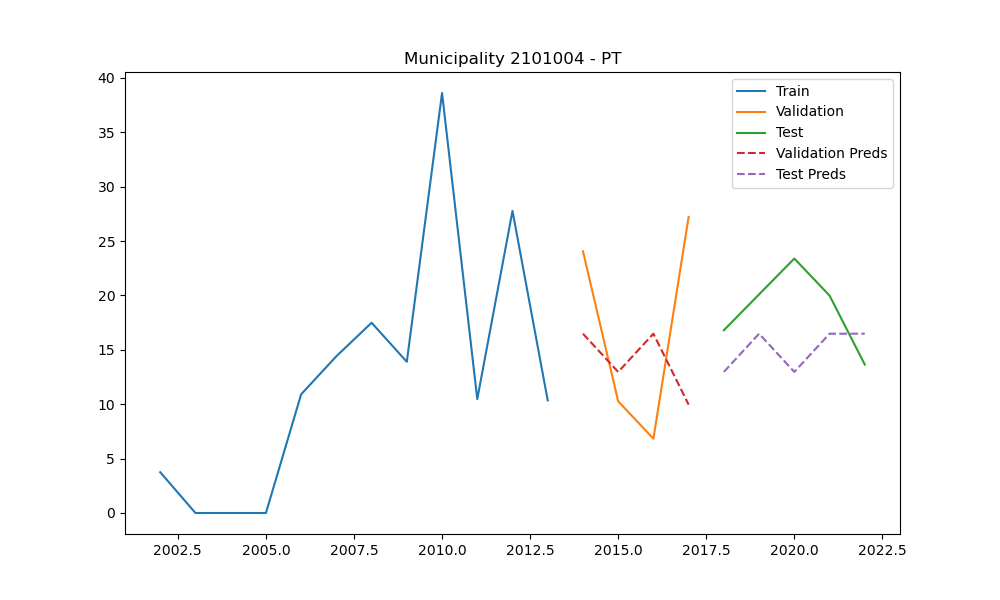 Municipality 2101004 - PT
40
35
30
25
20
15
10
5
0
2002.5 2005.0 2007.5 2010.0 2012.5 2015.0 2017.5 2020.0 2022.5
Train
Validation
Test
Validation Preds
Test Preds